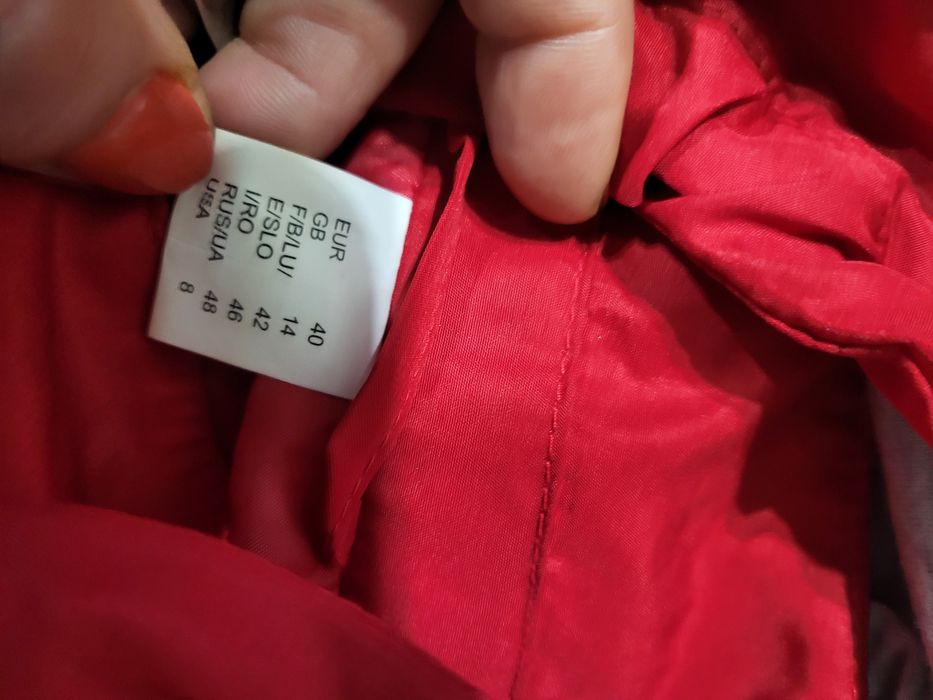 EUR 40
GB 14
F/B/LU/
E/SLO 42
I/RO 46
RUS/UA 48
USA 8